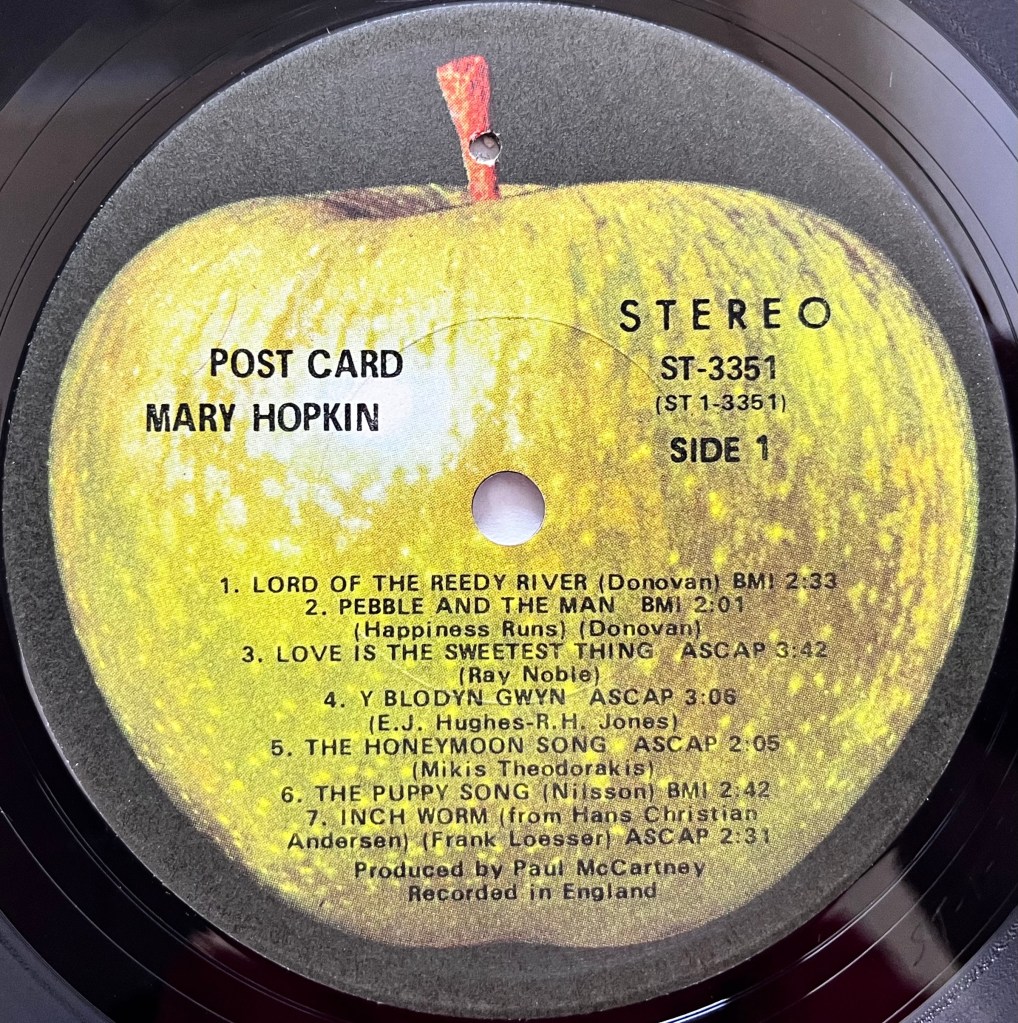 STEREO
POST CARD
ST-3351
(ST 1-3351)
MARY HOPKIN
SIDE 1
1. LORD OF THE REEDY RIVER (Donovan) BMI 2:33
2. PEBBLE AND THE MAN BMI 2:01
(Happiness Runs) (Donovan)
3. LOVE IS THE SWEETEST THING ASCAP 3:42
(Ray Noble)
4. Y BLODYN GWYN ASCAP 3:06
(E.J. Hughes-R.H. Jones)
5. THE HONEYMOON SONG ASCAP 2:05
(Mikis Theodorakis)
6. THE PUPPY SONG (Nilsson) BMI 2:42
7. INCH WORM (from Hans Christian
Andersen) (Frank Loesser) ASCAP 2:31
Produced by Paul McCartney
Recorded in England